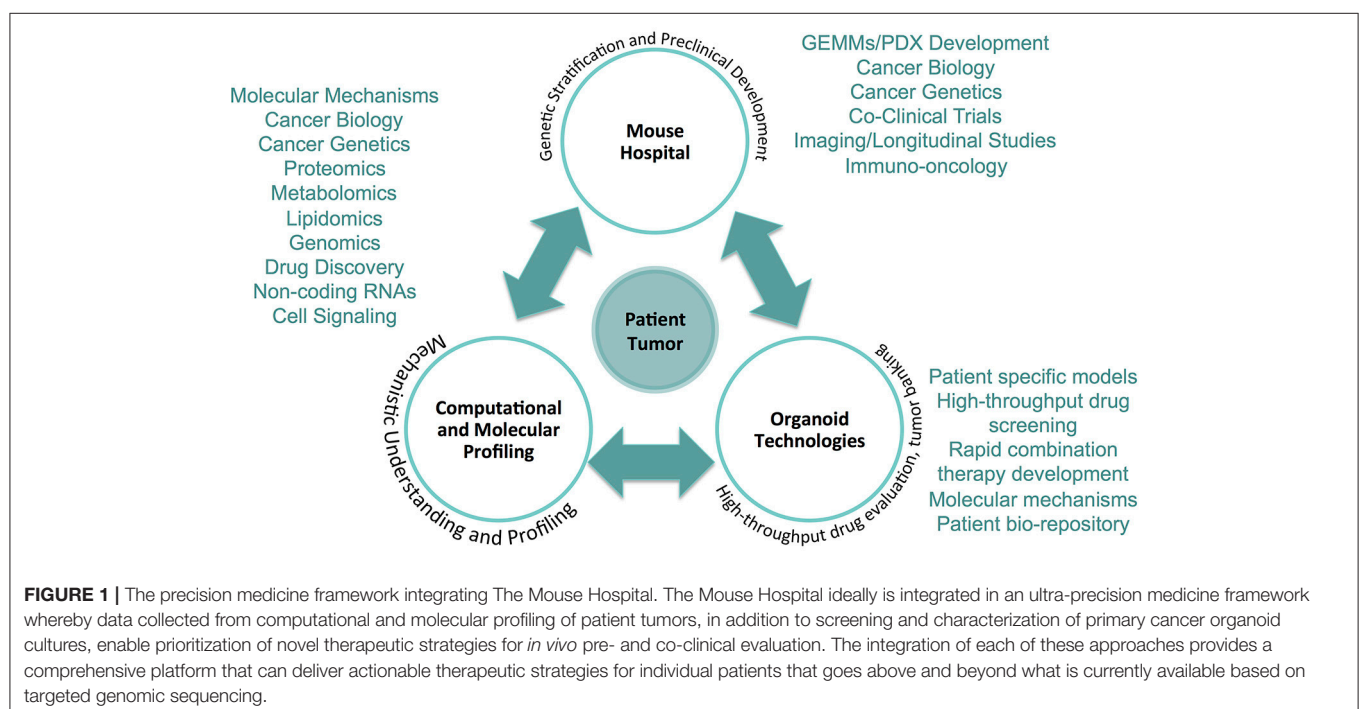 Genetic Stratification and Preclinical Development
Mouse
Hospital
GEMMs/PDX Development
Cancer Biology
Cancer Genetics
Co-Clinical Trials
Imaging/Longitudinal Studies
Immuno-oncology
Molecular Mechanisms
Cancer Biology
Cancer Genetics
Proteomics
Metabolomics
Lipidomics
Genomics
Drug Discovery
Non-coding RNAs
Cell Signaling
Patient
Tumor
Mechanistic Understanding and Profiling
Computational
and Molecular
Profiling
Organoid
Technologies
High-throughput drug evaluation, tumor banking
Patient specific models
High-throughput drug
screening
Rapid combination
therapy development
Molecular mechanisms
Patient bio-repository
FIGURE 1 | The precision medicine framework integrating The Mouse Hospital. The Mouse Hospital ideally is integrated in an ultra-precision medicine framework
whereby data collected from computational and molecular profiling of patient tumors, in addition to screening and characterization of primary cancer organoid
cultures, enable prioritization of novel therapeutic strategies for in vivo pre- and co-clinical evaluation. The integration of each of these approaches provides a
comprehensive platform that can deliver actionable therapeutic strategies for individual patients that goes above and beyond what is currently available based on
targeted genomic sequencing.